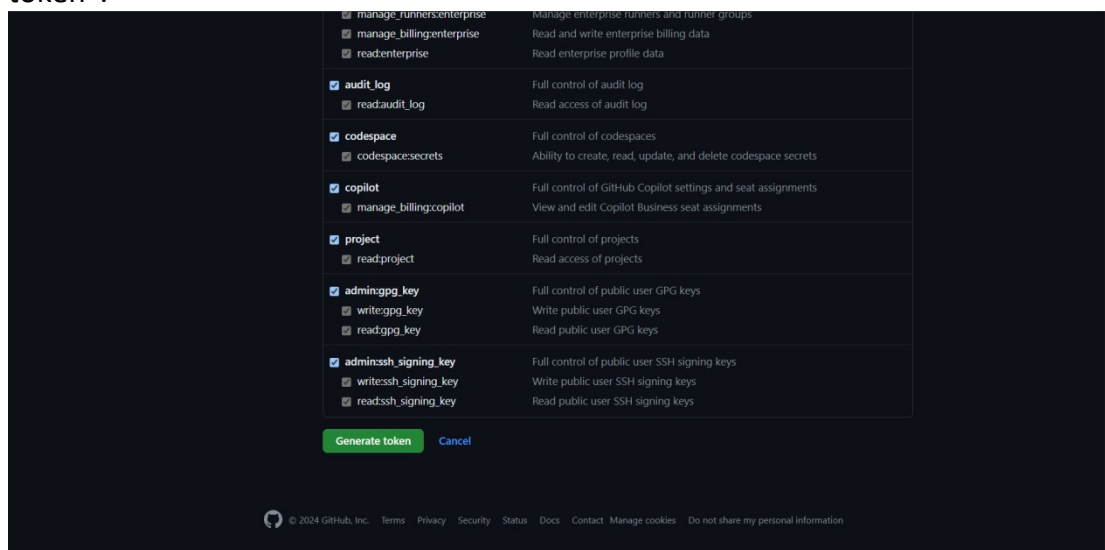 token".
manage_runners:enterprise Manage enterprise runners and runner groups
manage_billing:enterprise Read and write enterprise billing data
read:enterprise Read enterprise profile data
audit_log Full control of audit log
read:audit_log Read access of audit log
codespace Full control of codespaces
codespace:secrets Ability to create, read, update, and delete codespace secrets
copilot Full control of GitHub Copilot settings and seat assignments
manage_billing:copilot View and edit Copilot Business seat assignments
project Full control of projects
read:project Read access of projects
admin:gpg_key Full control of public user GPG keys
write:gpg_key Write public user GPG keys
read:gpg_key Read public user GPG keys
admin:ssh_signing_key Full control of public user SSH signing keys
write:ssh_signing_key Write public user SSH signing keys
read:ssh_signing_key Read public user SSH signing keys
Generate token Cancel
© 2024 GitHub, Inc. Terms Privacy Security Status Docs Contact Manage cookies Do not share my personal information